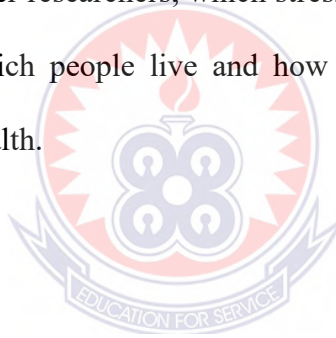 researchers, which stres
ich people live and how
lth.
EDUCATION FOR SERVICE